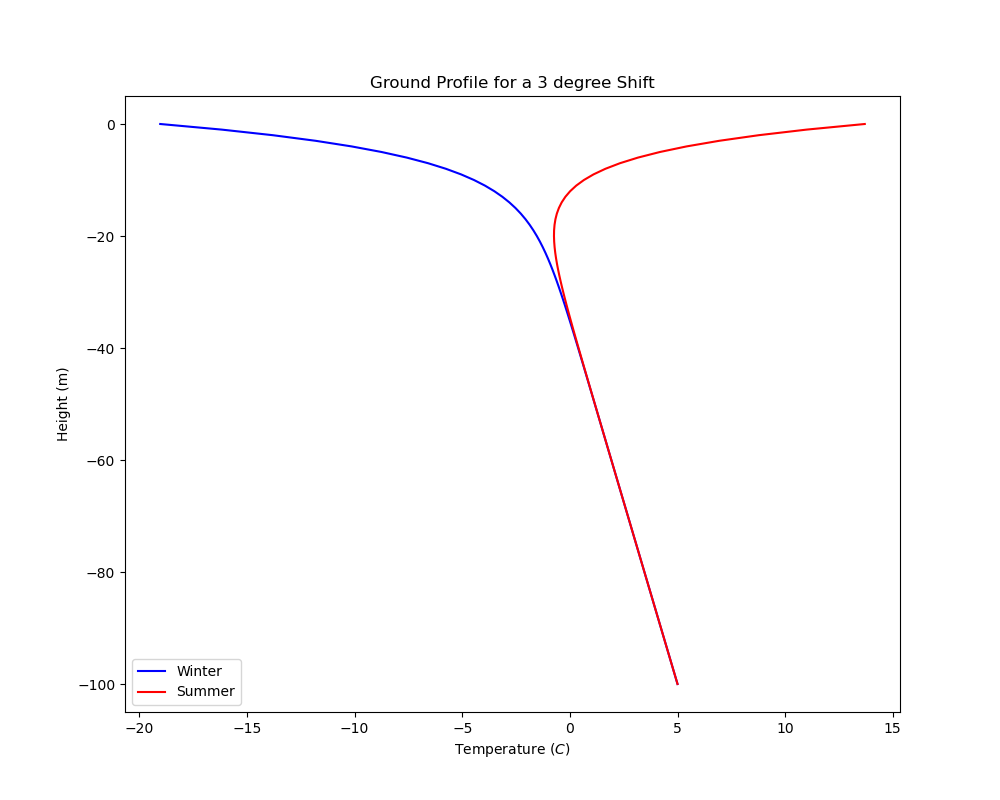 Ground Profile for a 3 degree Shift
0
−20
−40
−60
−80
−100
Height (m)
Winter
Summer
−20 −15 −10 −5 0 5 10 15
Temperature (C)